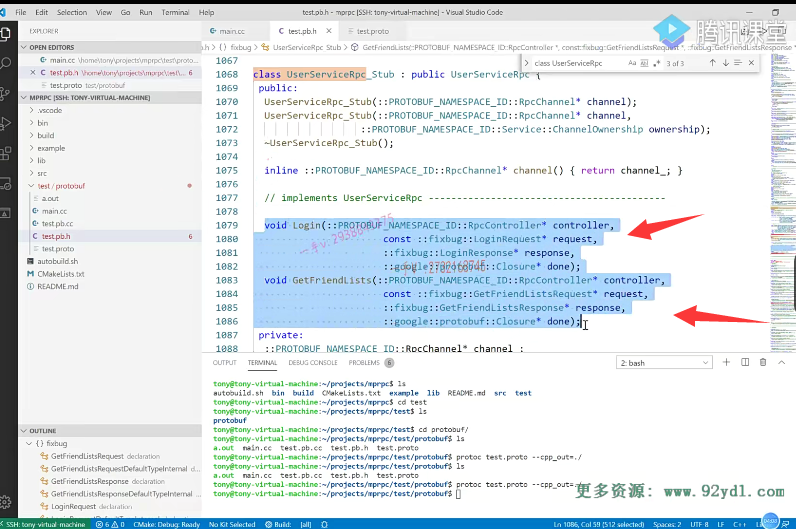 File Edit Selection View Go Run Terminal Help
test.pb.h - mprpc [SSH: tony-virtual-machine] - Visual Studio Code
腾讯课堂
EXPLORER
OPEN EDITORS
main.cc \home\tony\mprpc\test...
test.pb.h \home\tony\mprpc\test... 6
test.proto \home\tony\mprpc\test...
MPRPC [SSH: TONY-VIRTUAL-MACHINE]
.vscode
bin
build
example
lib
src
test / protobuf
a.out
main.cc
test.pb.cc
test.pb.h 6
test.proto
autobuild.sh
CMakeLists.txt
README.md
OUTLINE
{} fixbug
GetFriendListsRequest declaration
GetFriendListsRequestDefaultTypeInternal declaration
GetFriendListsResponse declaration
GetFriendListsResponseDefaultTypeInternal declaration
LoginRequest declaration
main.cc test.pb.h test.proto
{} fixbug UserServiceRpc_Stub GetFriendLists(::PROTOBUF_NAMESPACE_ID::RpcController *, const::fixbug::GetFriendListsRequest *, ::fixbug::GetFriendListsResponse *
class UserServiceRpc 3 of 3
1067
1068 class UserServiceRpc_Stub : public UserServiceRpc {
1069 public:
1070 UserServiceRpc_Stub(::PROTOBUF_NAMESPACE_ID::RpcChannel* channel);
1071 UserServiceRpc_Stub(::PROTOBUF_NAMESPACE_ID::RpcChannel* channel,
1072 ::PROTOBUF_NAMESPACE_ID::Service::ChannelOwnership ownership);
1073 ~UserServiceRpc_Stub();
1074
1075 inline ::PROTOBUF_NAMESPACE_ID::RpcChannel* channel() { return channel_; }
1076
1077 // implements UserServiceRpc ------------------------------------------
1078
1079 void Login(::PROTOBUF_NAMESPACE_ID::RpcController* controller,
1080 const ::fixbug::LoginRequest* request,
1081 ::fixbug::LoginResponse* response,
1082 ::google::protobuf::Closure* done);
1083 void GetFriendLists(::PROTOBUF_NAMESPACE_ID::RpcController* controller,
1084 const ::fixbug::GetFriendListsRequest* request,
1085 ::fixbug::GetFriendListsResponse* response,
1086 ::google::protobuf::Closure* done);
1087 private:
1088 ::PROTOBUF_NAMESPACE_ID::RpcChannel* channel_;
OUTPUT TERMINAL DEBUG CONSOLE PROBLEMS 6
2: bash
tony@tony-virtual-machine:~/projects/mprpc$ ls
autobuild.sh bin build CMakeLists.txt example lib README.md src test
tony@tony-virtual-machine:~/projects/mprpc$ cd test
tony@tony-virtual-machine:~/projects/mprpc/test$ ls
protobuf
tony@tony-virtual-machine:~/projects/mprpc/test$ cd protobuf/
tony@tony-virtual-machine:~/projects/mprpc/test/protobuf$ ls
a.out main.cc test.pb.cc test.pb.h test.proto
tony@tony-virtual-machine:~/projects/mprpc/test/protobuf$ protoc test.proto --cpp_out=./
tony@tony-virtual-machine:~/projects/mprpc/test/protobuf$ ls
a.out main.cc test.pb.cc test.pb.h test.proto
tony@tony-virtual-machine:~/projects/mprpc/test/protobuf$ protoc test.proto --cpp_out=./
tony@tony-virtual-machine:~/projects/mprpc/test/protobuf$
更多资源: www.92ydl.com
SSH: tony-virtual-machine 6 0 CMake: Debug: Ready No Kit Selected Build: [all] Ln 1086, Col 59 (512 selected) Spaces: 2 UTF-8 LF C++
04:08